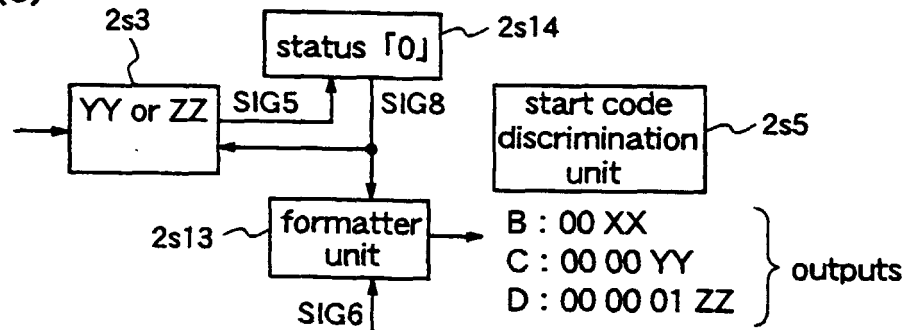 2s3
status「0」
2s14
YY or ZZ
SIG5
SIG8
start code
discrimination
unit
2s5
2s13
formatter
unit
B : 00 XX
C : 00 00 YY
D : 00 00 01 ZZ
outputs
SIG6